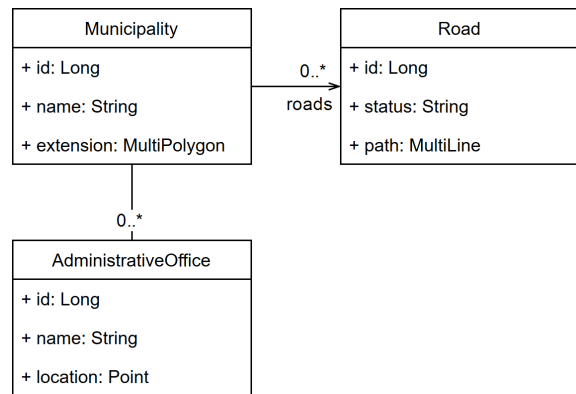 Municipality
+ id: Long
+ name: String
+ extension: MultiPolygon
0..*
roads
Road
+ id: Long
+ status: String
+ path: MultiLine
0..*
AdministrativeOffice
+ id: Long
+ name: String
+ location: Point